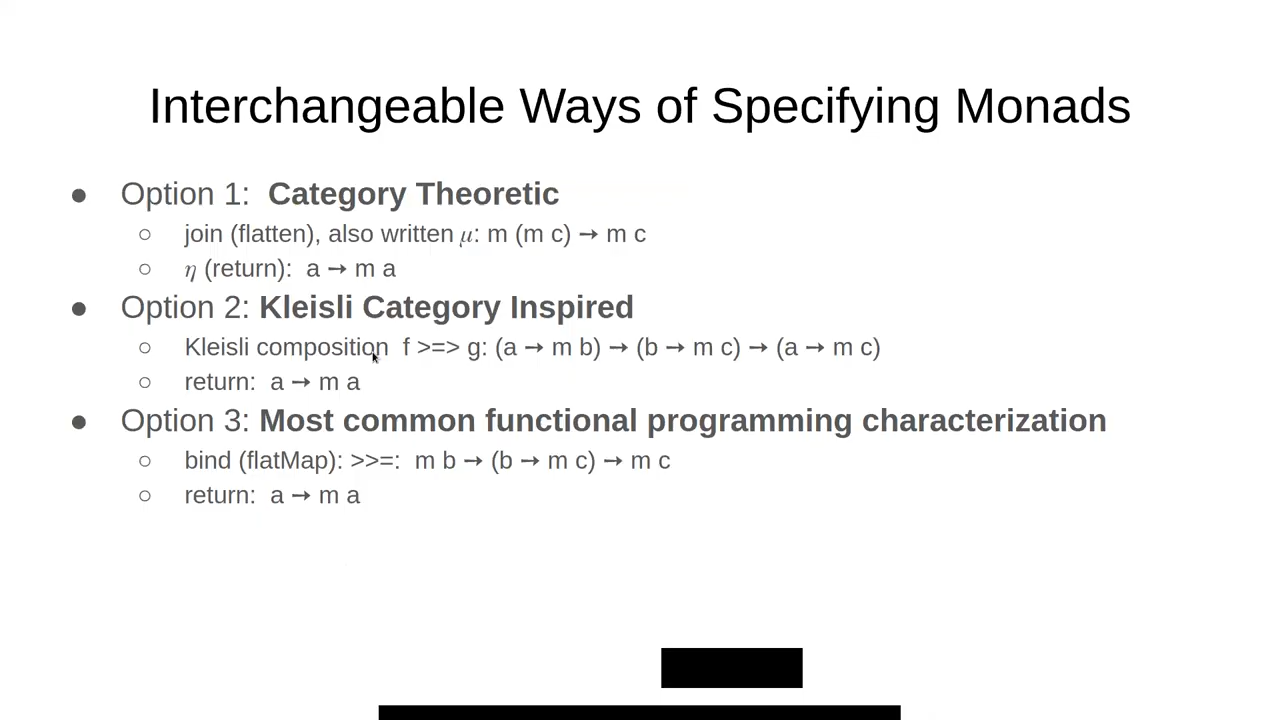 Interchangeable Ways of Specifying Monads
● Option 1: Category Theoretic
○ join (flatten), also written 𝜇: m (m c) → m c
○ 𝜂 (return): a → m a
● Option 2: Kleisli Category Inspired
○ Kleisli composition f >=> g: (a → m b) → (b → m c) → (a → m c)
○ return: a → m a
● Option 3: Most common functional programming characterization
○ bind (flatMap): >>=: m b → (b → m c) → m c
○ return: a → m a